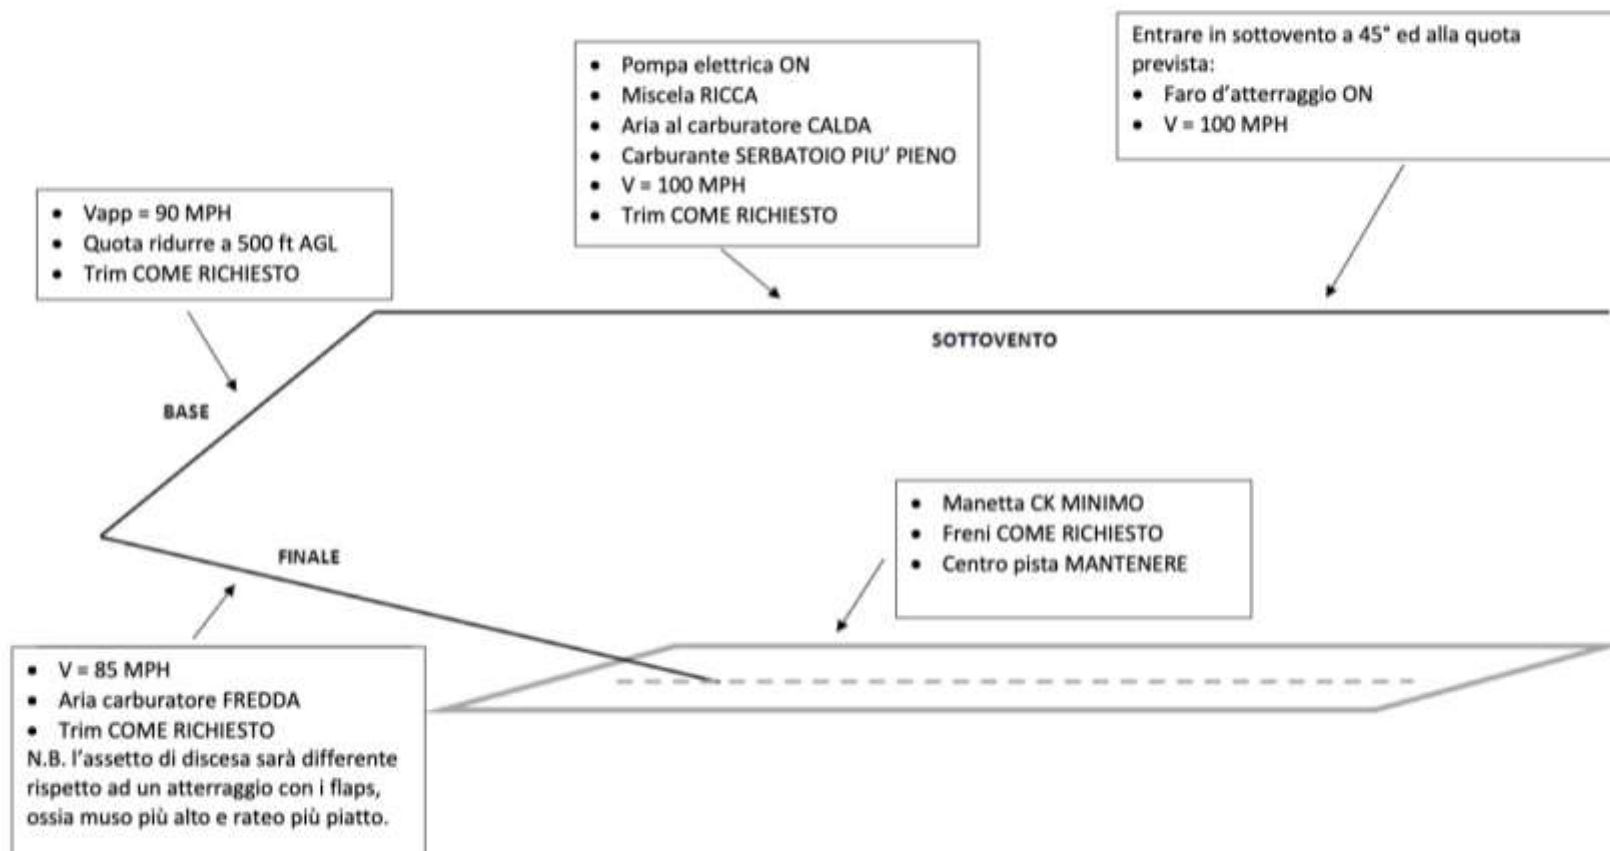 Entrare in sottovento a 45° ed alla quota
prevista:
• Faro d'atterraggio ON
• V = 100 MPH
• Pompa elettrica ON
• Miscela RICCA
• Aria al carburatore CALDA
• Carburante SERBATOIO PIU' PIENO
• V = 100 MPH
• Trim COME RICHIESTO
• Vapp = 90 MPH
• Quota ridurre a 500 ft AGL
• Trim COME RICHIESTO
SOTTOVENTO
BASE
FINALE
• V = 85 MPH
• Aria carburatore FREDDA
• Trim COME RICHIESTO
N.B. l'assetto di discesa sarà differente
rispetto ad un atterraggio con i flaps,
ossia muso più alto e rateo più piatto.
• Manetta CK MINIMO
• Freni COME RICHIESTO
• Centro pista MANTENERE